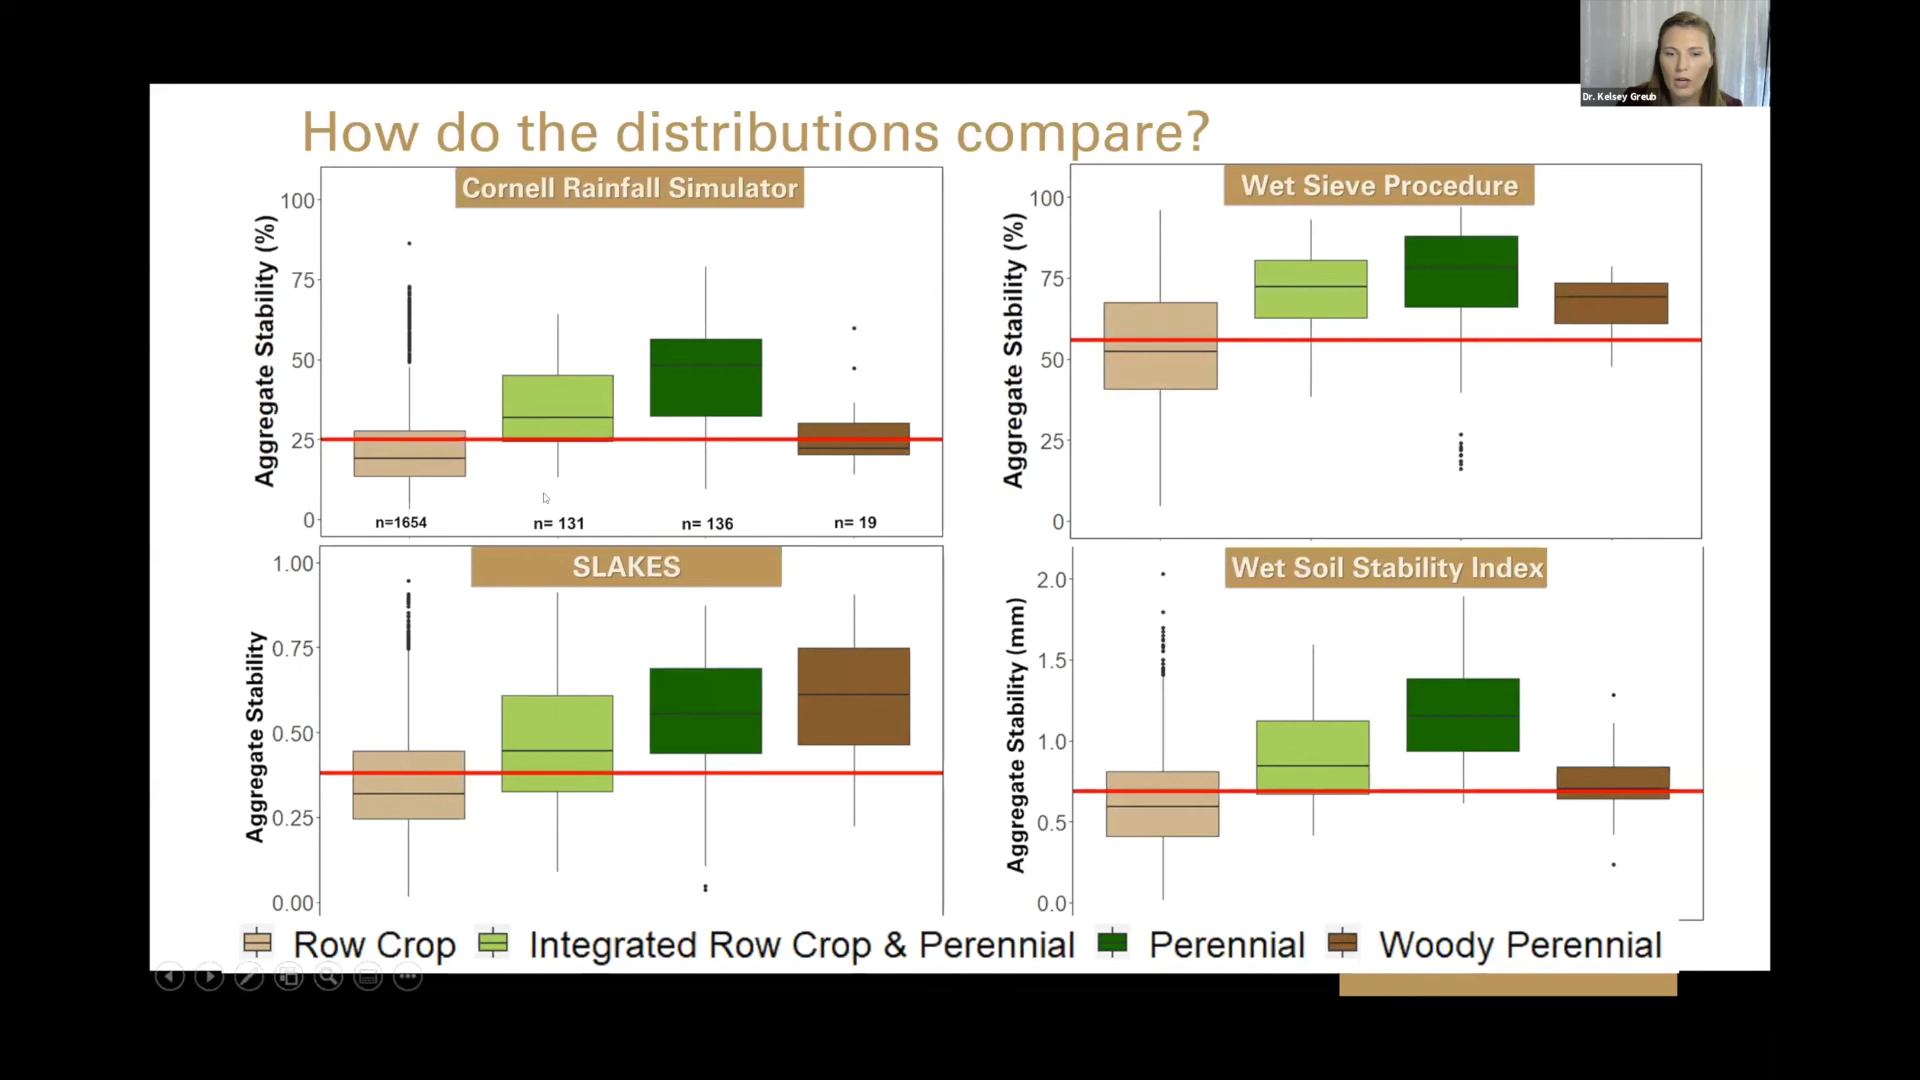 Dr. Kelsey Greub
How do the distributions compare?
Cornell Rainfall Simulator
Aggregate Stability (%)
100
75
50
25
0
n=1654
n= 131
n= 136
n= 19
Wet Sieve Procedure
Aggregate Stability (%)
100
75
50
25
0
SLAKES
Aggregate Stability
1.00
0.75
0.50
0.25
0.00
Wet Soil Stability Index
Aggregate Stability (mm)
2.0
1.5
1.0
0.5
0.0
Row Crop
Integrated Row Crop & Perennial
Perennial
Woody Perennial